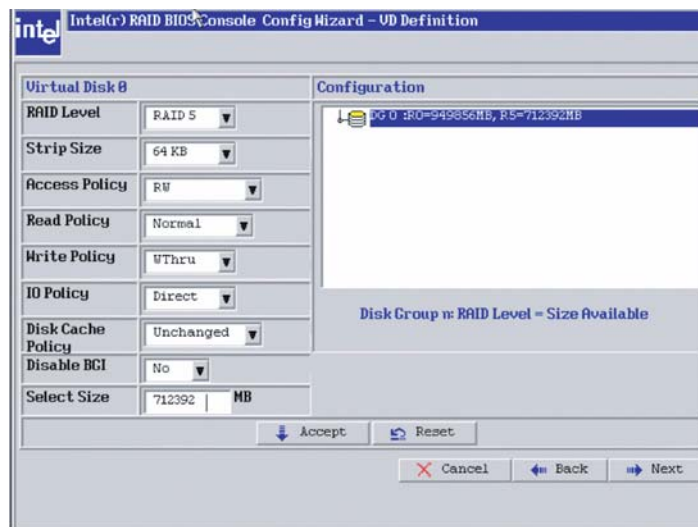 intel
Intel(r) RAID BIOS Console Config Wizard - VD Definition
Virtual Disk 0
RAID Level RAID 5
Strip Size 64 KB
Access Policy RW
Read Policy Normal
Write Policy WThru
IO Policy Direct
Disk Cache Policy Unchanged
Disable BGI No
Select Size 712392 MB
Configuration
DG 0 :R0=949856MB, R5=712392MB
Disk Group n: RAID Level = Size Available
Accept Reset
Cancel Back Next